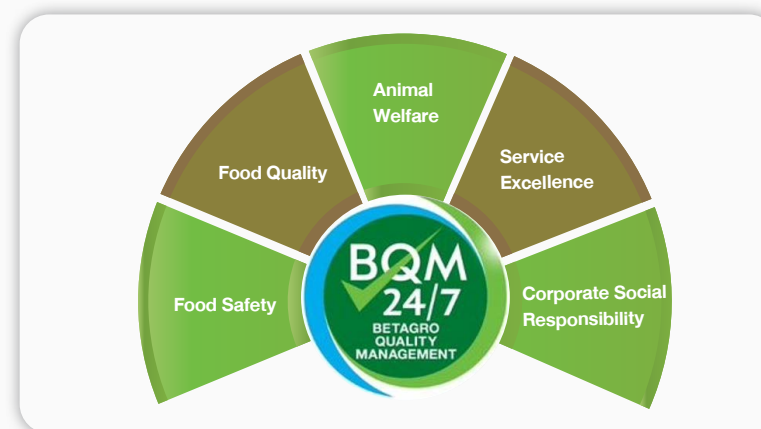 Animal
Welfare
Food Quality
Service
Excellence
Food Safety
Corporate Social
Responsibility
BQM
24/7
BETAGRO
QUALITY
MANAGEMENT